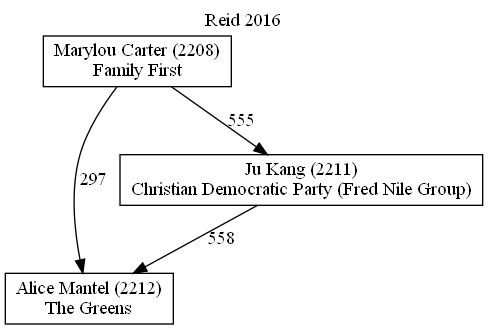 Reid 2016
Marylou Carter (2208)
Family First
555
297
Ju Kang (2211)
Christian Democratic Party (Fred Nile Group)
558
Alice Mantel (2212)
The Greens